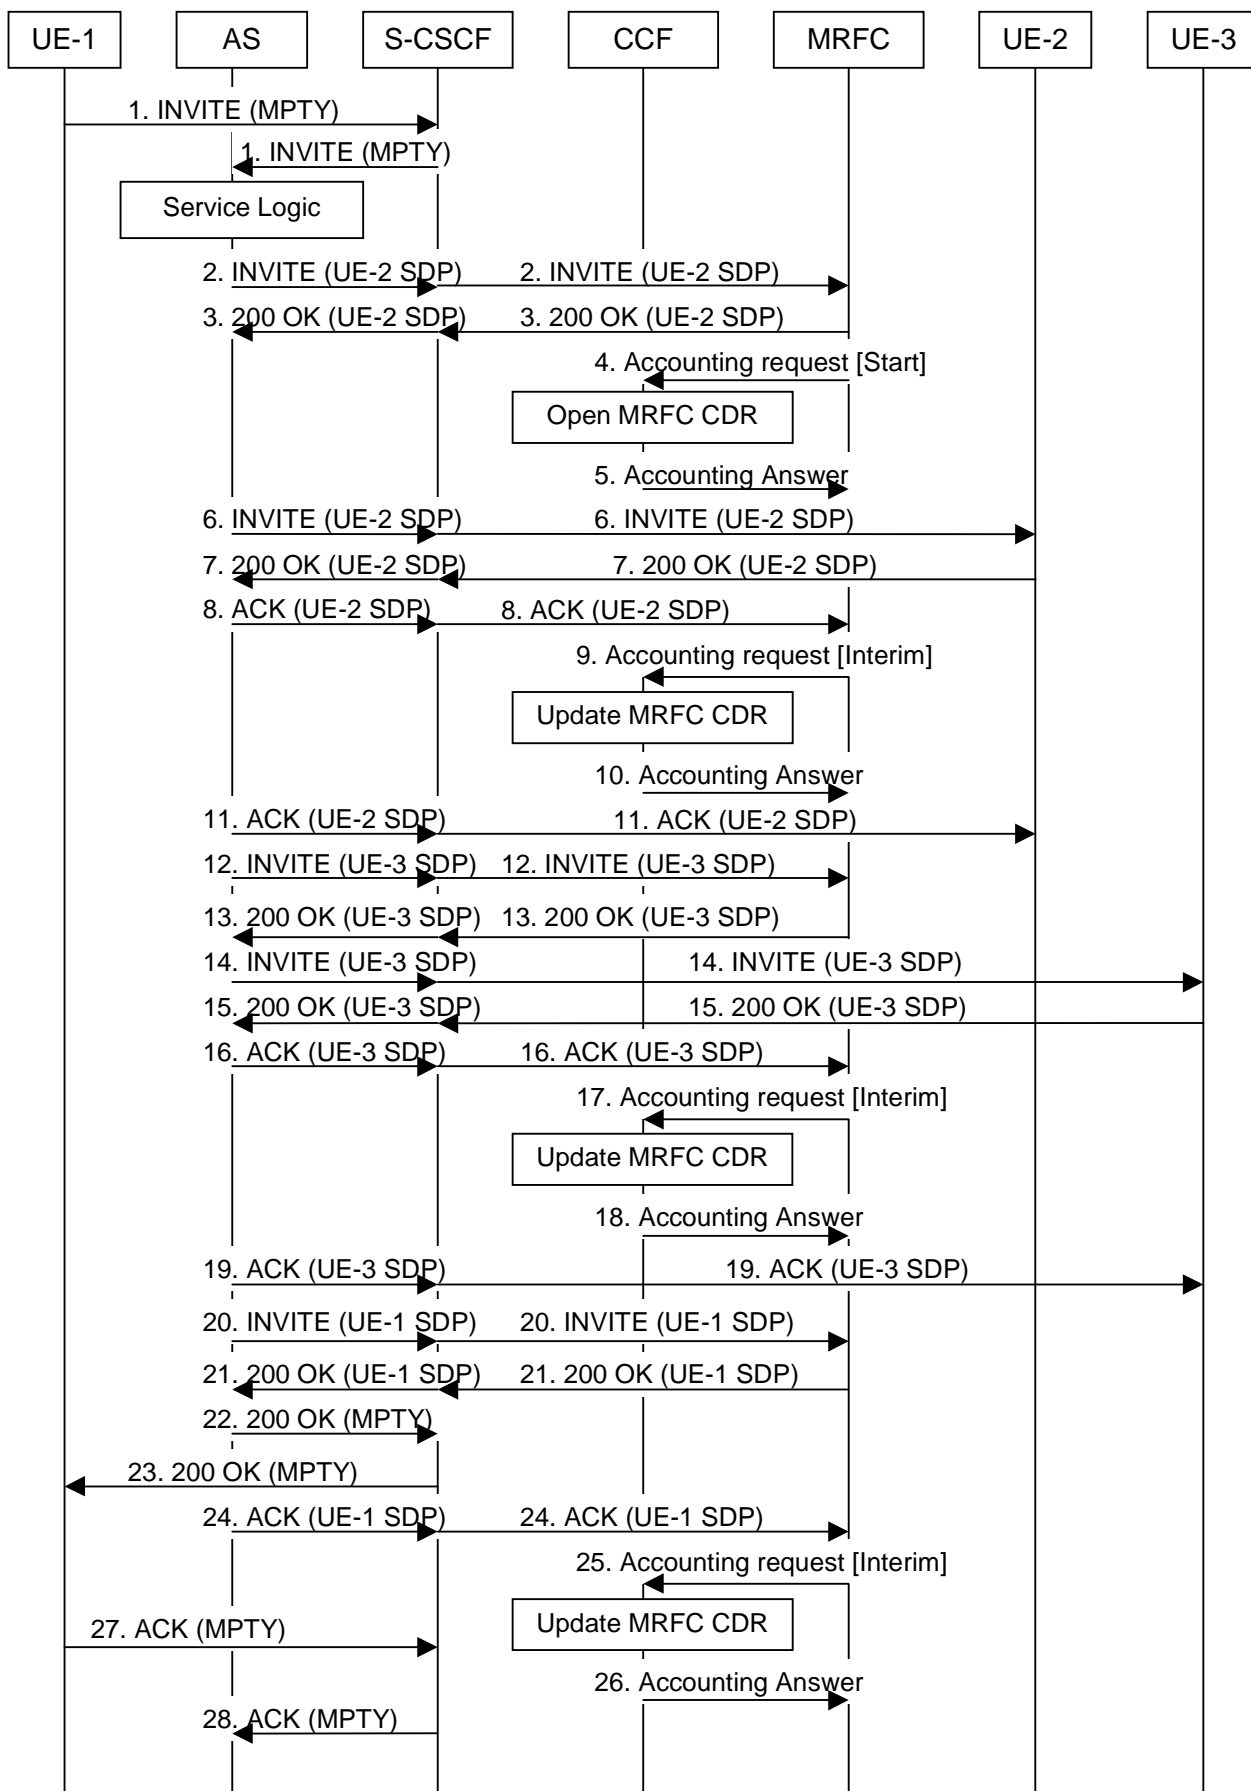 UE-1
AS
S-CSCF
CCF
MRFC
UE-2
UE-3
1. INVITE (MPTY)
1. INVITE (MPTY)
Service Logic
2. INVITE (UE-2 SDP)
2. INVITE (UE-2 SDP)
3. 200 OK (UE-2 SDP)
3. 200 OK (UE-2 SDP)
4. Accounting request [Start]
Open MRFC CDR
5. Accounting Answer
6. INVITE (UE-2 SDP)
6. INVITE (UE-2 SDP)
7. 200 OK (UE-2 SDP)
7. 200 OK (UE-2 SDP)
8. ACK (UE-2 SDP)
8. ACK (UE-2 SDP)
9. Accounting request [Interim]
Update MRFC CDR
10. Accounting Answer
11. ACK (UE-2 SDP)
11. ACK (UE-2 SDP)
12. INVITE (UE-3 SDP)
12. INVITE (UE-3 SDP)
13. 200 OK (UE-3 SDP)
13. 200 OK (UE-3 SDP)
14. INVITE (UE-3 SDP)
14. INVITE (UE-3 SDP)
15. 200 OK (UE-3 SDP)
15. 200 OK (UE-3 SDP)
16. ACK (UE-3 SDP)
16. ACK (UE-3 SDP)
17. Accounting request [Interim]
Update MRFC CDR
18. Accounting Answer
19. ACK (UE-3 SDP)
19. ACK (UE-3 SDP)
20. INVITE (UE-1 SDP)
20. INVITE (UE-1 SDP)
21. 200 OK (UE-1 SDP)
21. 200 OK (UE-1 SDP)
22. 200 OK (MPTY)
23. 200 OK (MPTY)
24. ACK (UE-1 SDP)
24. ACK (UE-1 SDP)
25. Accounting request [Interim]
Update MRFC CDR
27. ACK (MPTY)
26. Accounting Answer
28. ACK (MPTY)